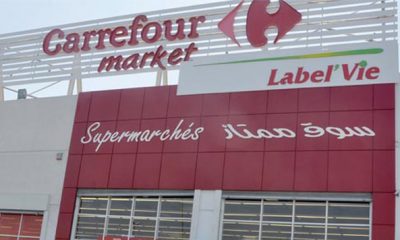 Carrefour
market
Label'Vie
Supermarchés سوق ممتاز